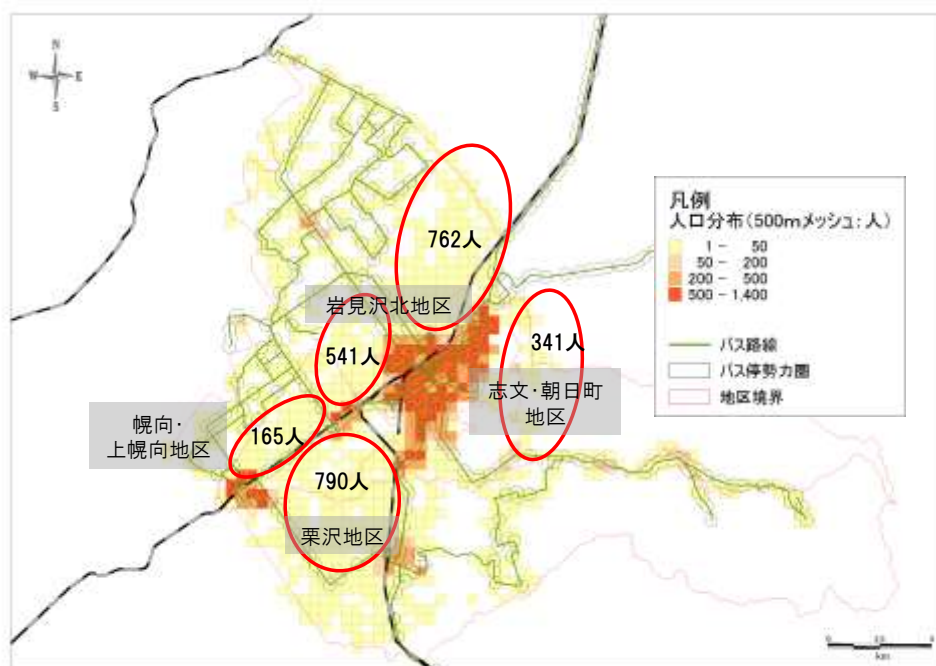 N
W E
S
762人
岩見沢北地区
541人
341人
志文・朝日町
地区
幌向・
上幌向地区
165人
790人
栗沢地区
凡例
人口分布(500mメッシュ:人)
1 - 50
50 - 200
200 - 500
500 - 1,400
バス路線
バス停勢力圏
地区境界
km